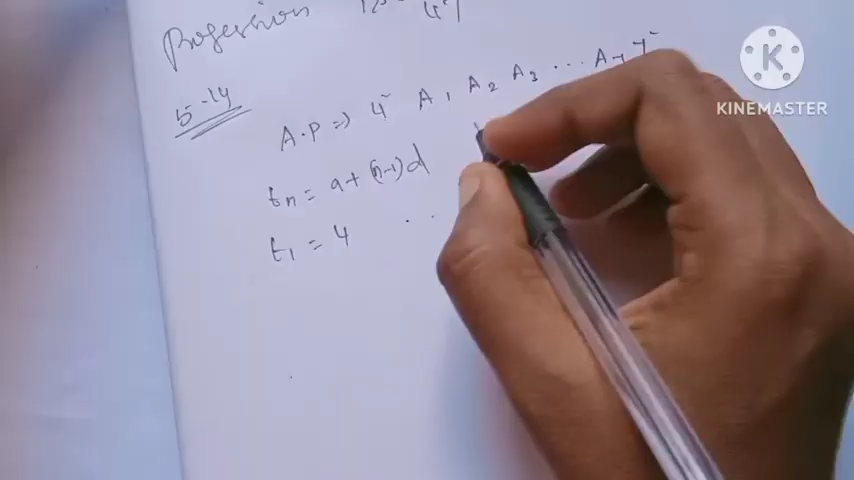 Progression
5-14
A.P => 4 A1 A2 A3 ... A7 7
tn = a+(n-1)d
t1 = 4 ..
KINEMASTER